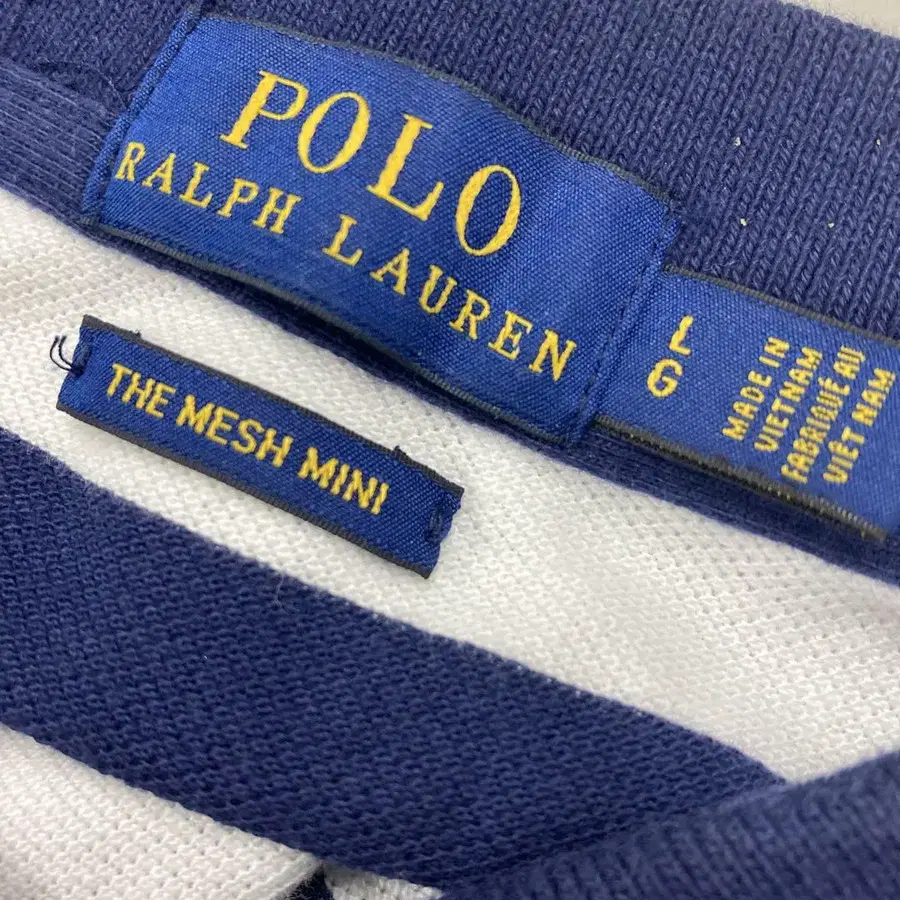 POLO
RALPH LAUREN
L
G
MADE IN
VIETNAM
FABRIQUÉ AU
VIÊT NAM
THE MESH MINI